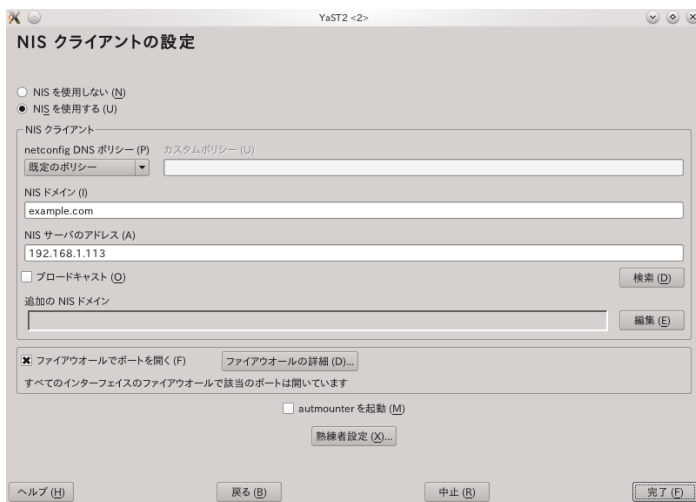 YaST2 <2>
NIS クライアントの設定
NIS を使用しない (N)
NIS を使用する (U)
NIS クライアント
netconfig DNS ポリシー (P) カスタムポリシー (U)
既定のポリシー
NIS ドメイン (I)
example.com
NIS サーバのアドレス (A)
192.168.1.113
ブロードキャスト (O) 検索 (D)
追加の NIS ドメイン
編集 (E)
ファイアウオールでポートを開く (F) ファイアウオールの詳細 (D)...
すべてのインターフェイスのファイアウオールで該当のポートは開いています
autmounter を起動 (M)
熟練者設定 (X)...
ヘルプ (H) 戻る (B) 中止 (R) 完了 (F)